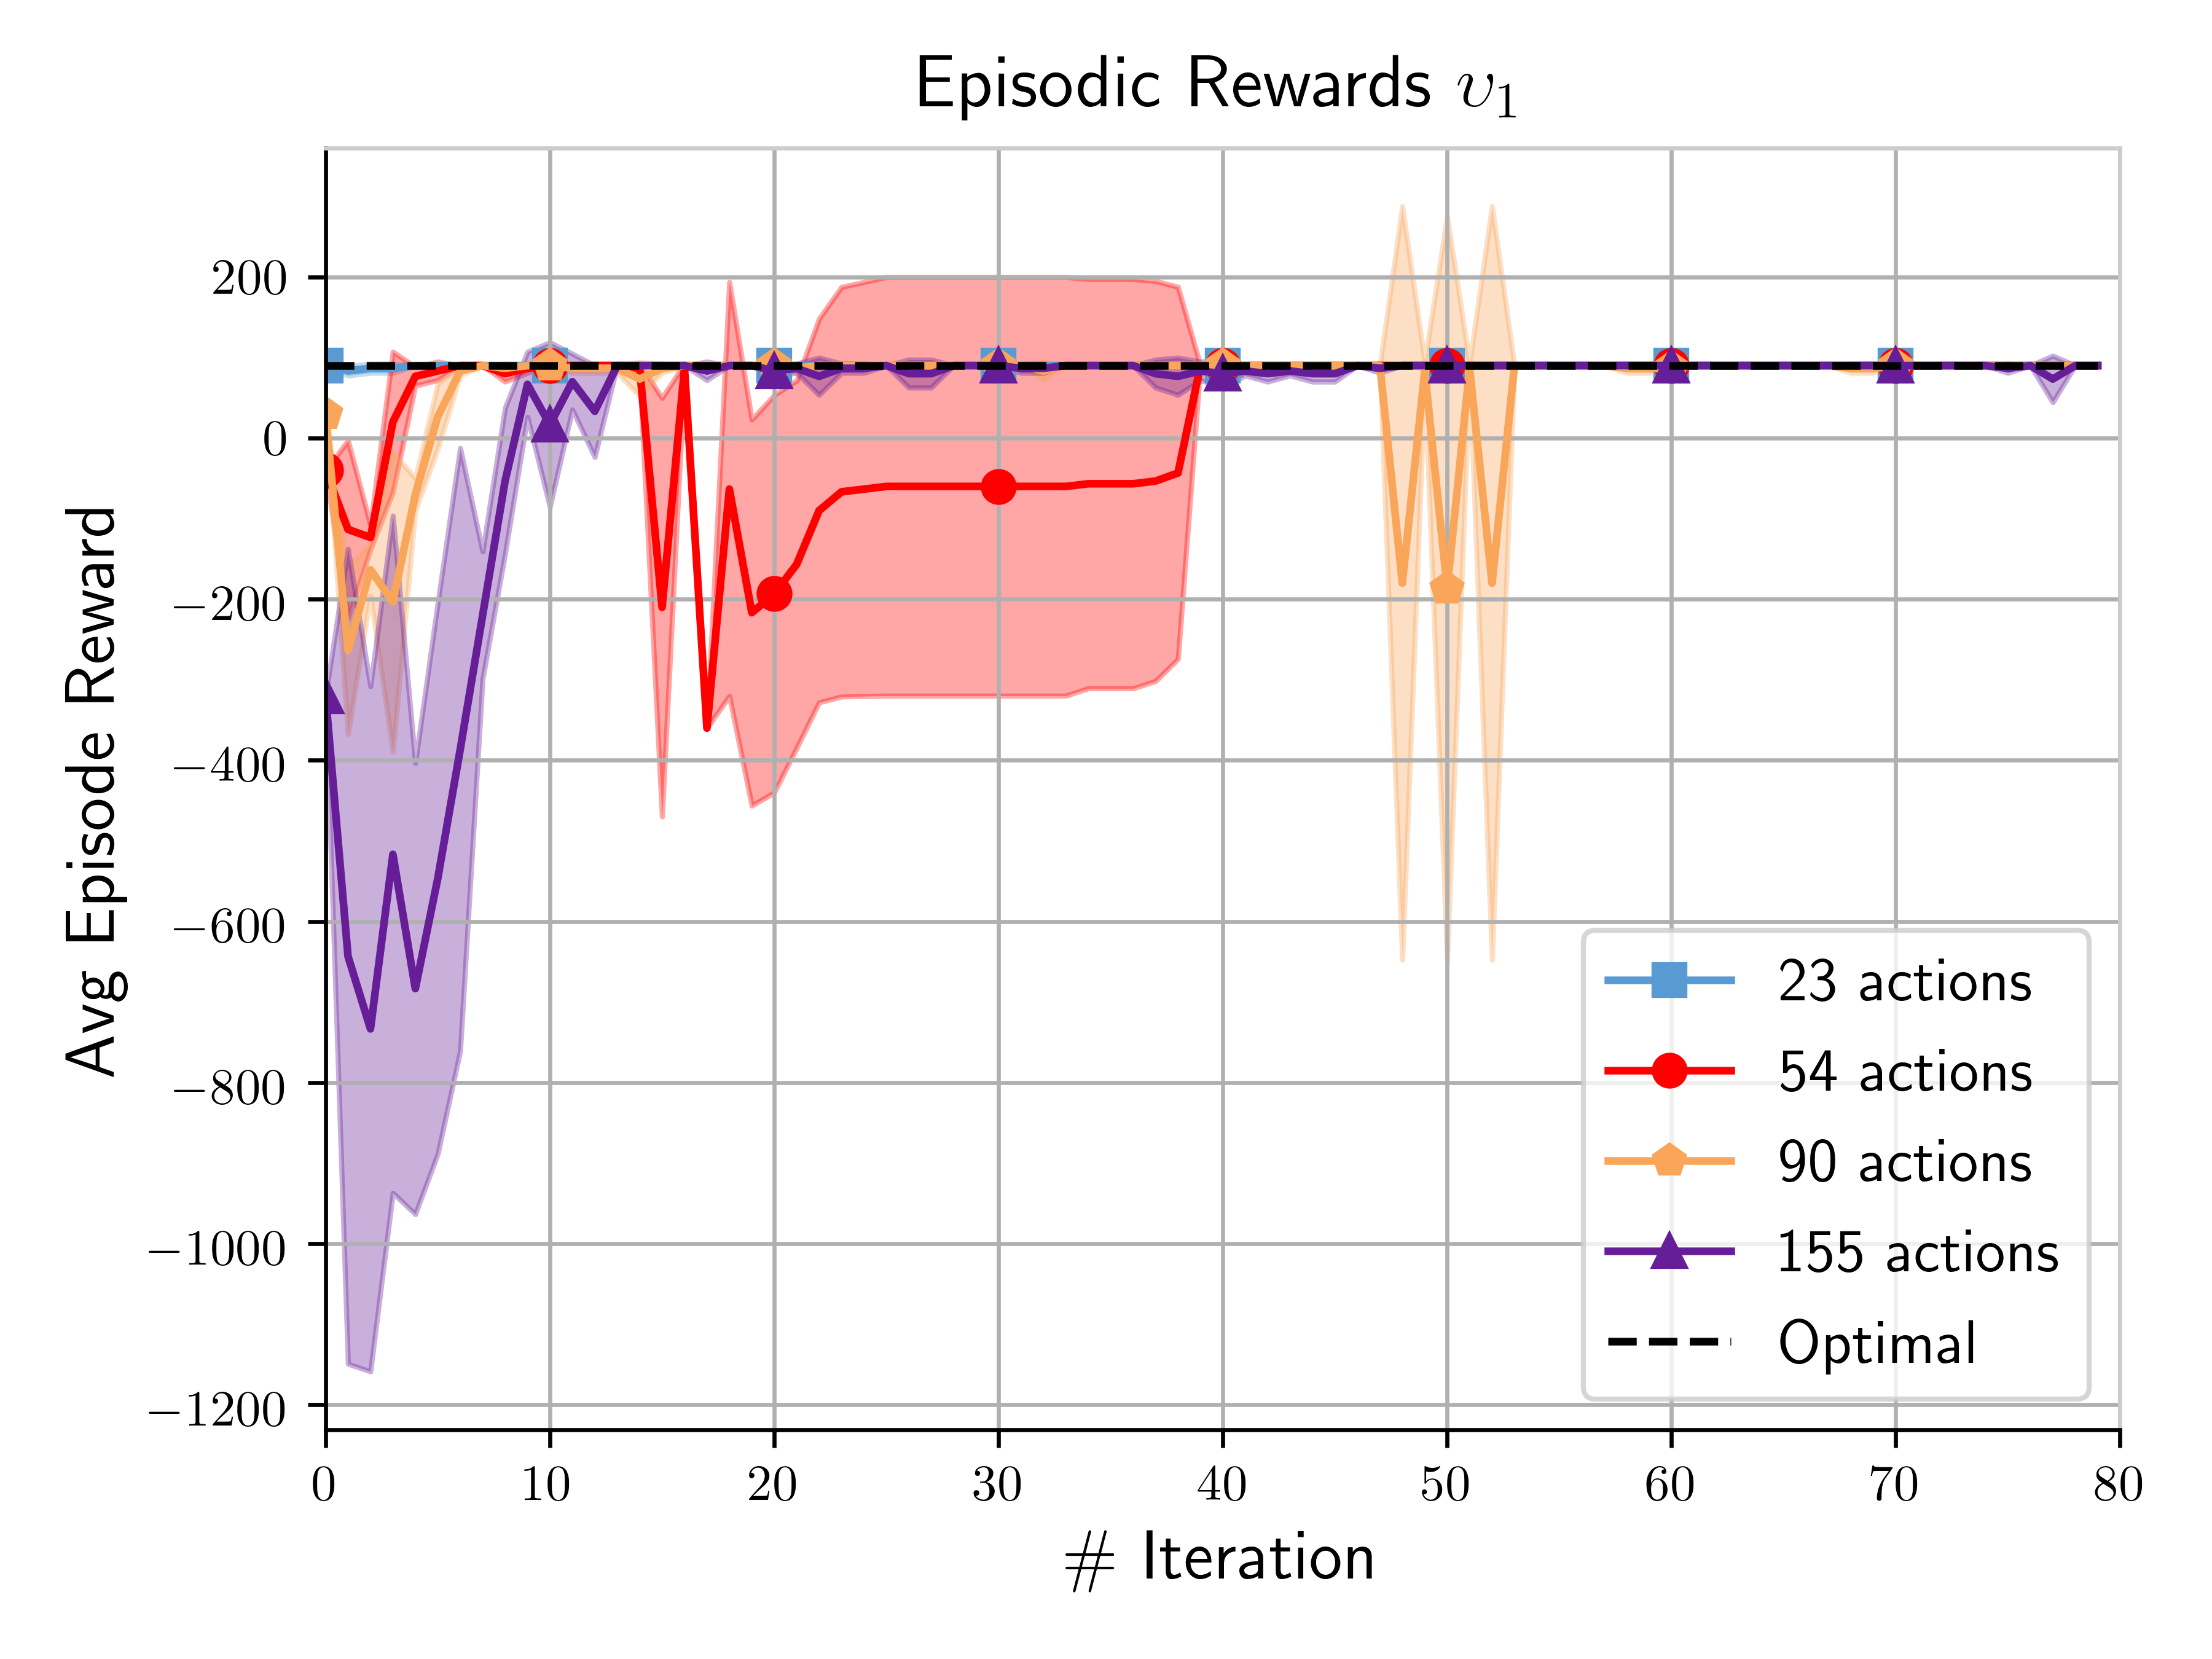 Episodic Rewards v1
Avg Episode Reward
200
0
−200
−400
−600
−800
−1000
−1200
0 10 20 30 40 50 60 70 80
# Iteration
23 actions
54 actions
90 actions
155 actions
Optimal